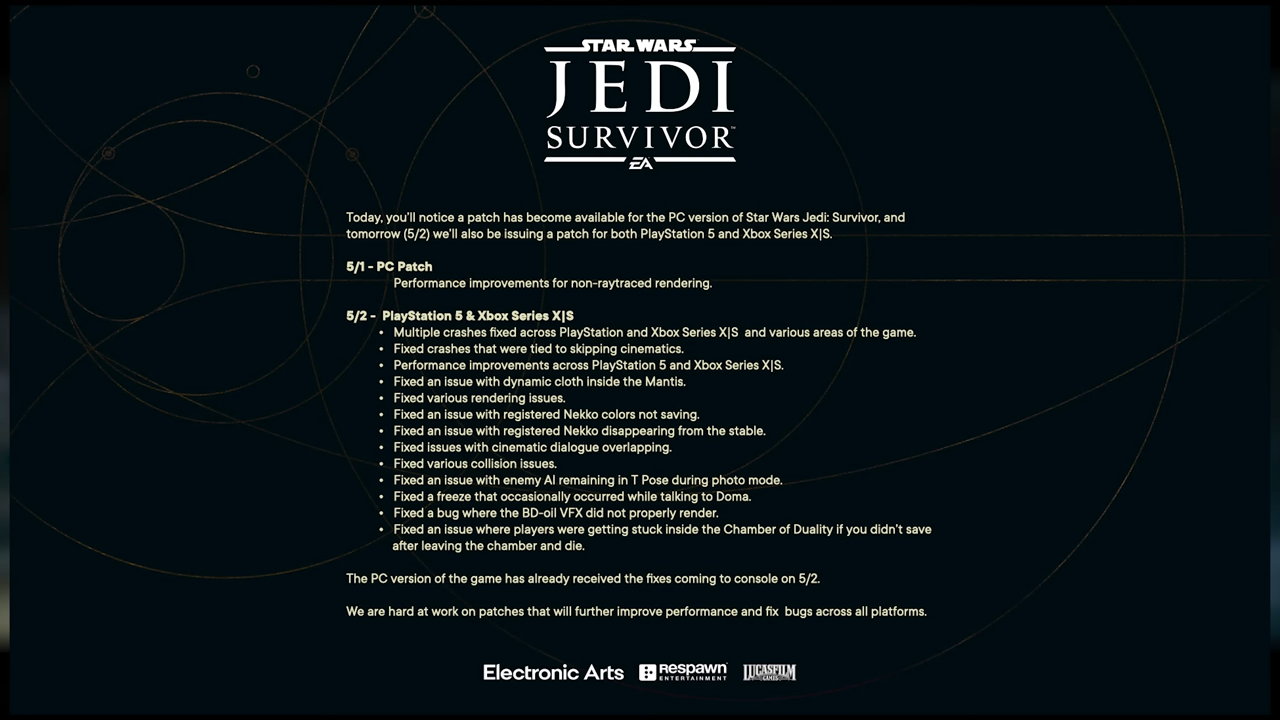 STAR WARS
JEDI
SURVIVOR™
EA
Today, you'll notice a patch has become available for the PC version of Star Wars Jedi: Survivor, and
tomorrow (5/2) we'll also be issuing a patch for both PlayStation 5 and Xbox Series X|S.
5/1 - PC Patch
Performance improvements for non-raytraced rendering.
5/2 - PlayStation 5 & Xbox Series X|S
• Multiple crashes fixed across PlayStation and Xbox Series X|S and various areas of the game.
• Fixed crashes that were tied to skipping cinematics.
• Performance improvements across PlayStation 5 and Xbox Series X|S.
• Fixed an issue with dynamic cloth inside the Mantis.
• Fixed various rendering issues.
• Fixed an issue with registered Nekko colors not saving.
• Fixed an issue with registered Nekko disappearing from the stable.
• Fixed issues with cinematic dialogue overlapping.
• Fixed various collision issues.
• Fixed an issue with enemy AI remaining in T Pose during photo mode.
• Fixed a freeze that occasionally occurred while talking to Doma.
• Fixed a bug where the BD-oil VFX did not properly render.
• Fixed an issue where players were getting stuck inside the Chamber of Duality if you didn't save
after leaving the chamber and die.
The PC version of the game has already received the fixes coming to console on 5/2.
We are hard at work on patches that will further improve performance and fix bugs across all platforms.
Electronic Arts
RESPAWN
ENTERTAINMENT
LUCASFILM
GAMES